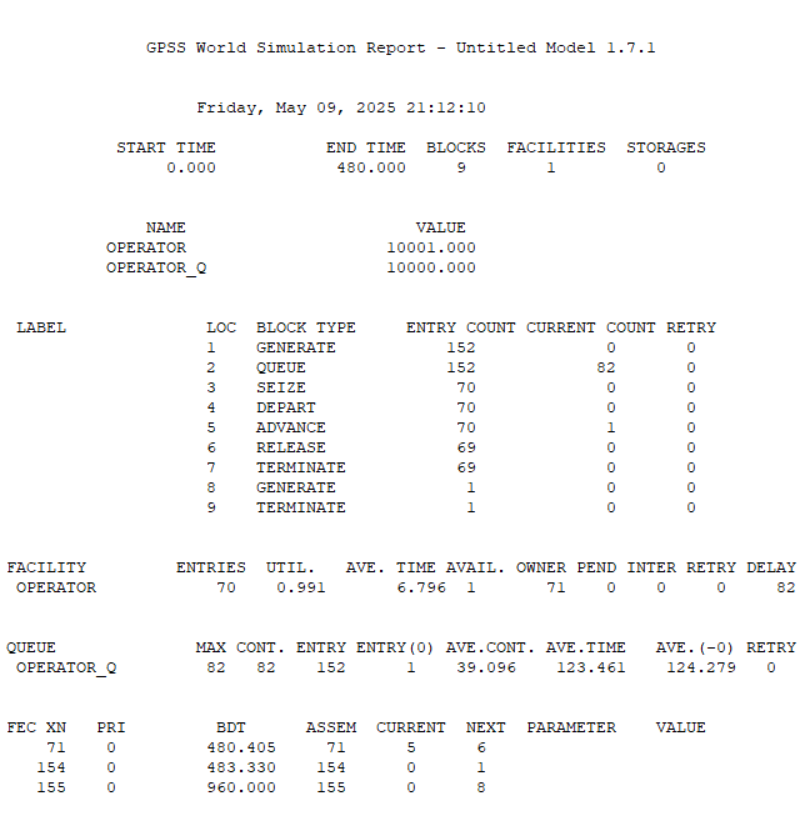 GPSS World Simulation Report - Untitled Model 1.7.1
Friday, May 09, 2025 21:12:10
START TIME END TIME BLOCKS FACILITIES STORAGES
0.000 480.000 9 1 0
NAME VALUE
OPERATOR 10001.000
OPERATOR_Q 10000.000
LABEL LOC BLOCK TYPE ENTRY COUNT CURRENT COUNT RETRY
1 GENERATE 152 0 0
2 QUEUE 152 82 0
3 SEIZE 70 0 0
4 DEPART 70 0 0
5 ADVANCE 70 1 0
6 RELEASE 69 0 0
7 TERMINATE 69 0 0
8 GENERATE 1 0 0
9 TERMINATE 1 0 0
FACILITY ENTRIES UTIL. AVE. TIME AVAIL. OWNER PEND INTER RETRY DELAY
OPERATOR 70 0.991 6.796 1 71 0 0 0 82
QUEUE MAX CONT. ENTRY ENTRY(0) AVE.CONT. AVE.TIME AVE.(-0) RETRY
OPERATOR_Q 82 82 152 1 39.096 123.461 124.279 0
FEC XN PRI BDT ASSEM CURRENT NEXT PARAMETER VALUE
71 0 480.405 71 5 6
154 0 483.330 154 0 1
155 0 960.000 155 0 8